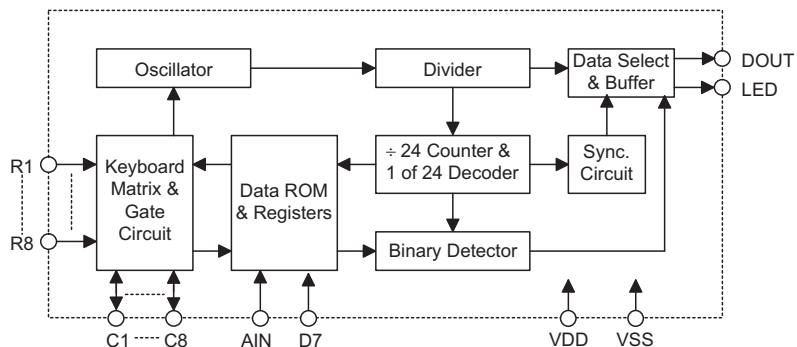 Oscillator
Divider
Data Select
& Buffer
DOUT
LED
R1
R8
Keyboard
Matrix &
Gate
Circuit
Data ROM
& Registers
÷ 24 Counter &
1 of 24 Decoder
Sync.
Circuit
Binary Detector
C1
C8
AIN
D7
VDD
VSS